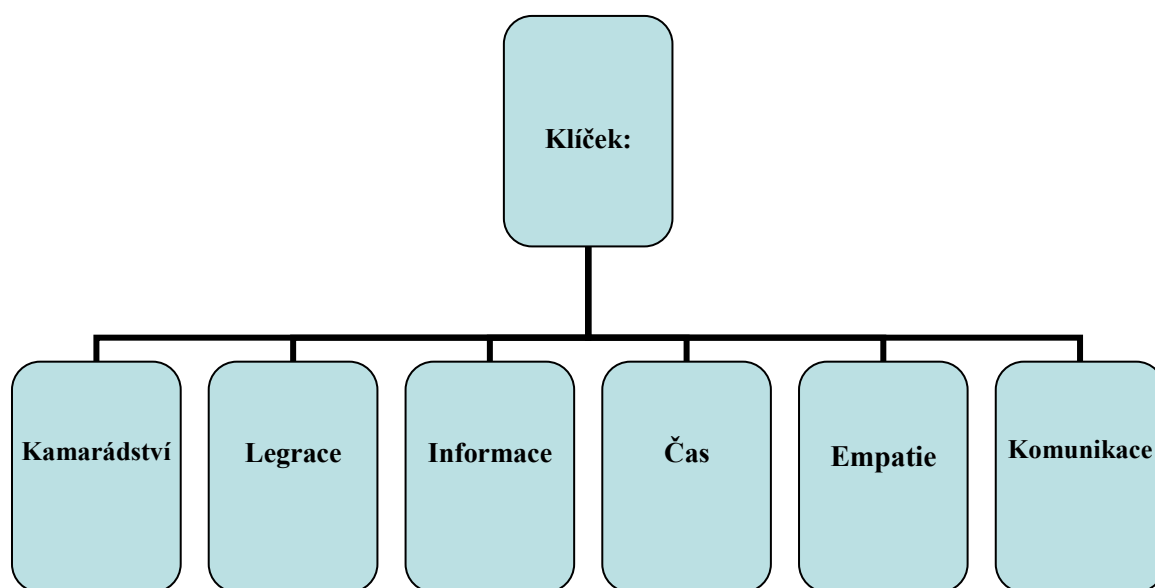 Klíček:
Kamarádství
Legrace
Informace
Čas
Empatie
Komunikace